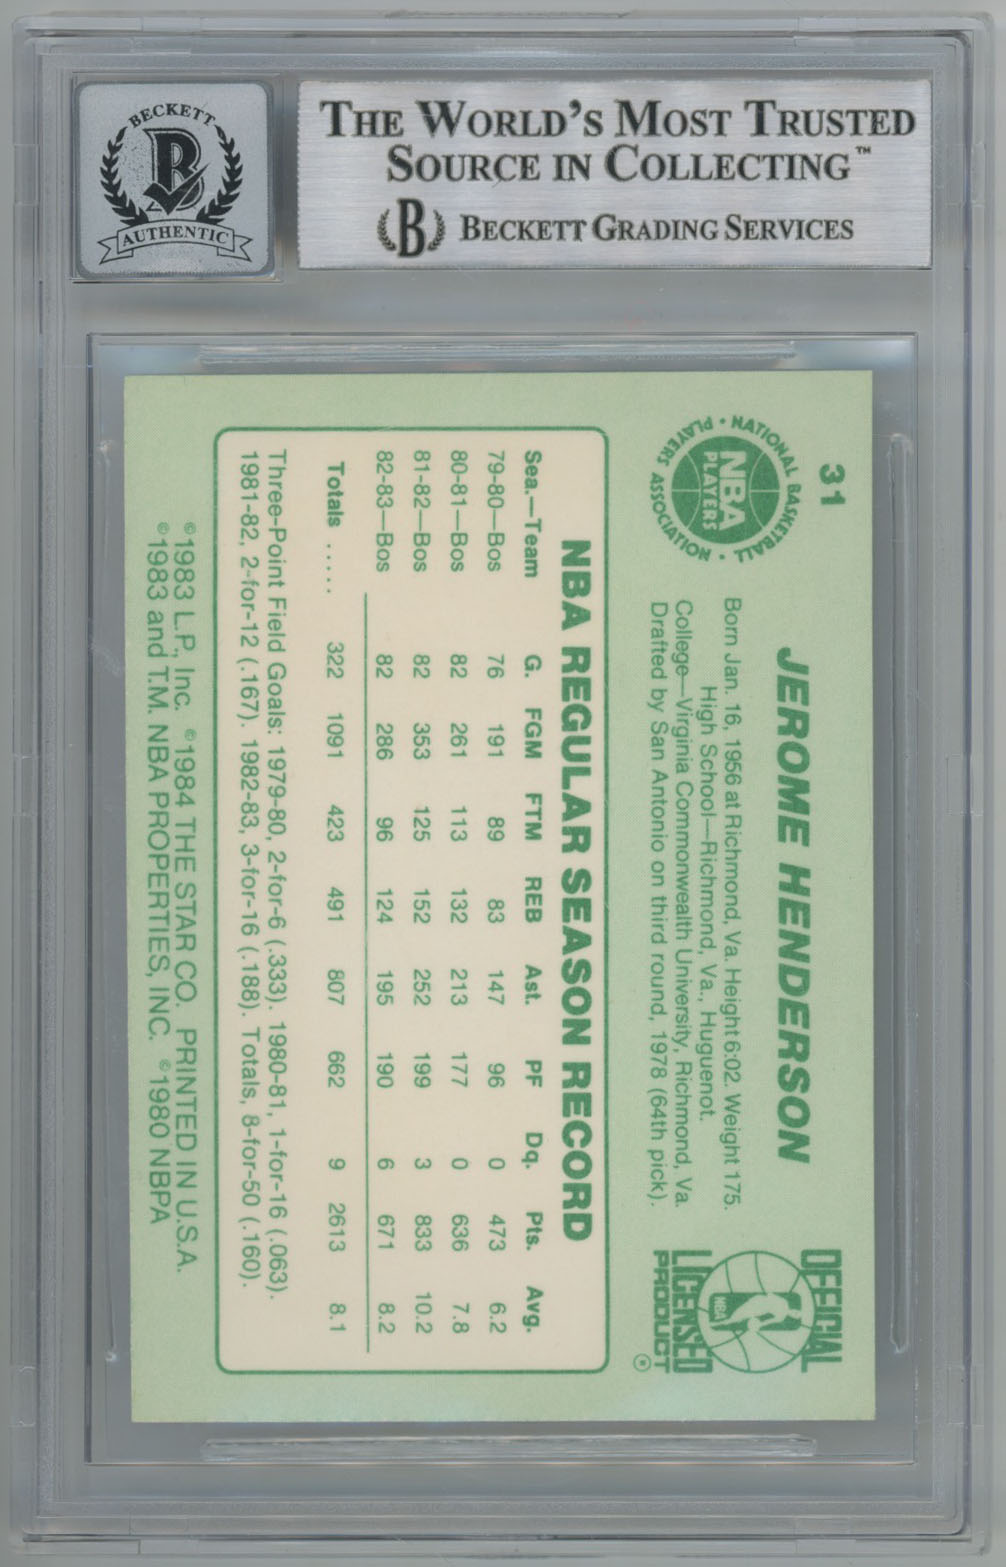 BECKETT
B
AUTHENTIC
THE WORLD'S MOST TRUSTED
SOURCE IN COLLECTING™
B BECKETT GRADING SERVICES
31
NATIONAL BASKETBALL PLAYERS ASSOCIATION
NBA
PLAYERS
JEROME HENDERSON
Born Jan. 16, 1956 at Richmond, Va. Height 6:02. Weight 175.
High School—Richmond, Va., Huguenot.
College—Virginia Commonwealth University, Richmond, Va.
Drafted by San Antonio on third round, 1978 (64th pick).
OFFICIAL
NBA
LICENSED
PRODUCT ®
NBA REGULAR SEASON RECORD
Sea.—Team G. FGM FTM REB Ast. PF Dq. Pts. Avg.
79-80—Bos 76 191 89 83 147 96 0 473 6.2
80-81—Bos 82 261 113 132 213 177 0 636 7.8
81-82—Bos 82 353 125 152 252 199 3 833 10.2
82-83—Bos 82 286 96 124 195 190 6 671 8.2
Totals ..... 322 1091 423 491 807 662 9 2613 8.1
Three-Point Field Goals: 1979-80, 2-for-6 (.333). 1980-81, 1-for-16 (.063).
1981-82, 2-for-12 (.167). 1982-83, 3-for-16 (.188). Totals, 8-for-50 (.160).
©1983 L.P., Inc. ©1984 THE STAR CO. PRINTED IN U.S.A.
©1983 and T.M. NBA PROPERTIES, INC. ©1980 NBPA